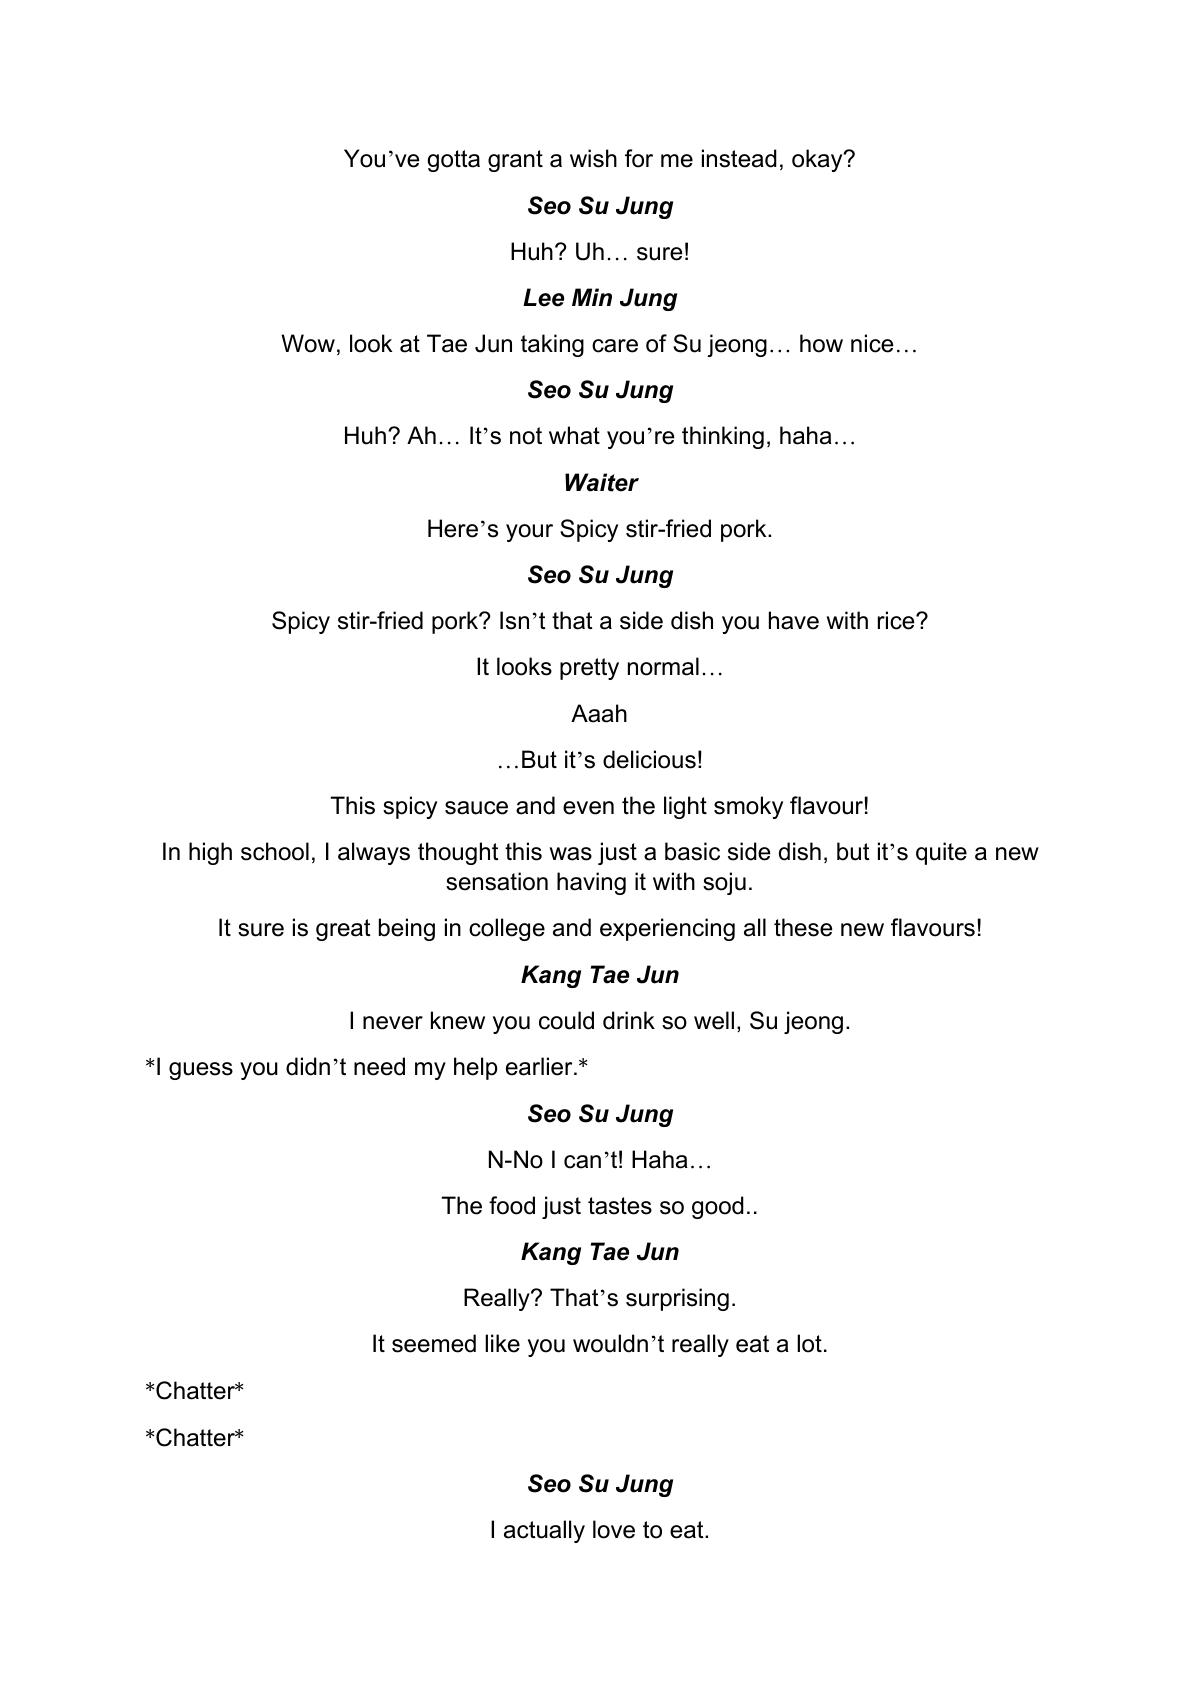 You’ve gotta grant a wish for me instead, okay?
Seo Su Jung
Huh? Uh… sure!
Lee Min Jung
Wow, look at Tae Jun taking care of Su jeong… how nice…
Seo Su Jung
Huh? Ah… It’s not what you’re thinking, haha…
Waiter
Here’s your Spicy stir-fried pork.
Seo Su Jung
Spicy stir-fried pork? Isn’t that a side dish you have with rice?
It looks pretty normal…
Aaah
…But it’s delicious!
This spicy sauce and even the light smoky flavour!
In high school, I always thought this was just a basic side dish, but it’s quite a new
sensation having it with soju.
It sure is great being in college and experiencing all these new flavours!
Kang Tae Jun
I never knew you could drink so well, Su jeong.
*I guess you didn’t need my help earlier.*
Seo Su Jung
N-No I can’t! Haha…
The food just tastes so good..
Kang Tae Jun
Really? That’s surprising.
It seemed like you wouldn’t really eat a lot.
*Chatter*
*Chatter*
Seo Su Jung
I actually love to eat.